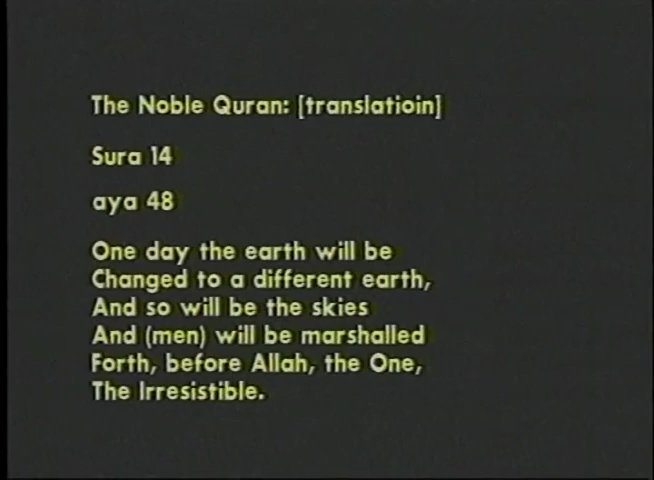 The Noble Quran: [translatioin]
Sura 14
aya 48
One day the earth will be
Changed to a different earth,
And so will be the skies
And (men) will be marshalled
Forth, before Allah, the One,
The Irresistible.